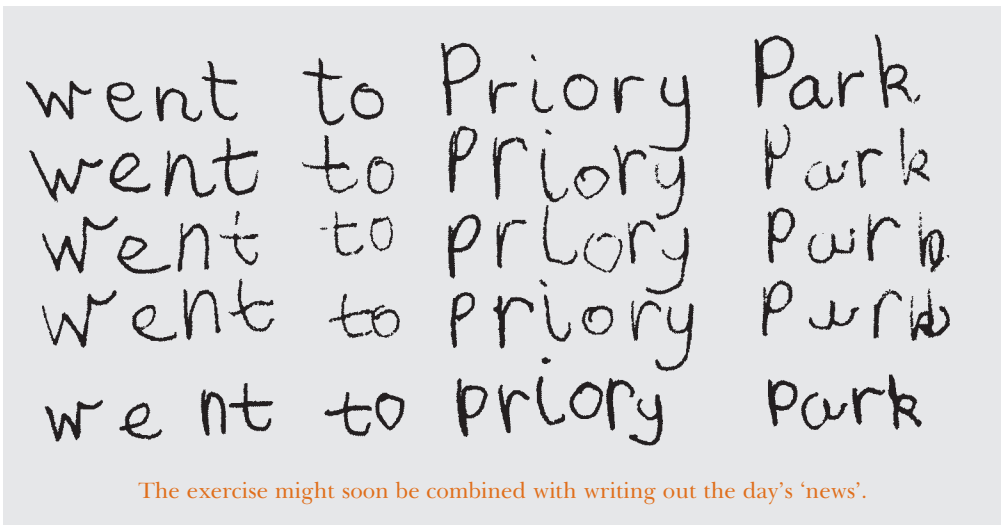 went to Priory Park
went to Priory Park
went to priory Park
went to priory Purk
went to priory park
The exercise might soon be combined with writing out the day's ‘news’.